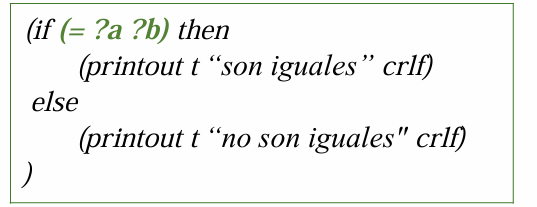 (if (= ?a ?b) then
(printout t “son iguales” crlf)
else
(printout t “no son iguales" crlf)
)